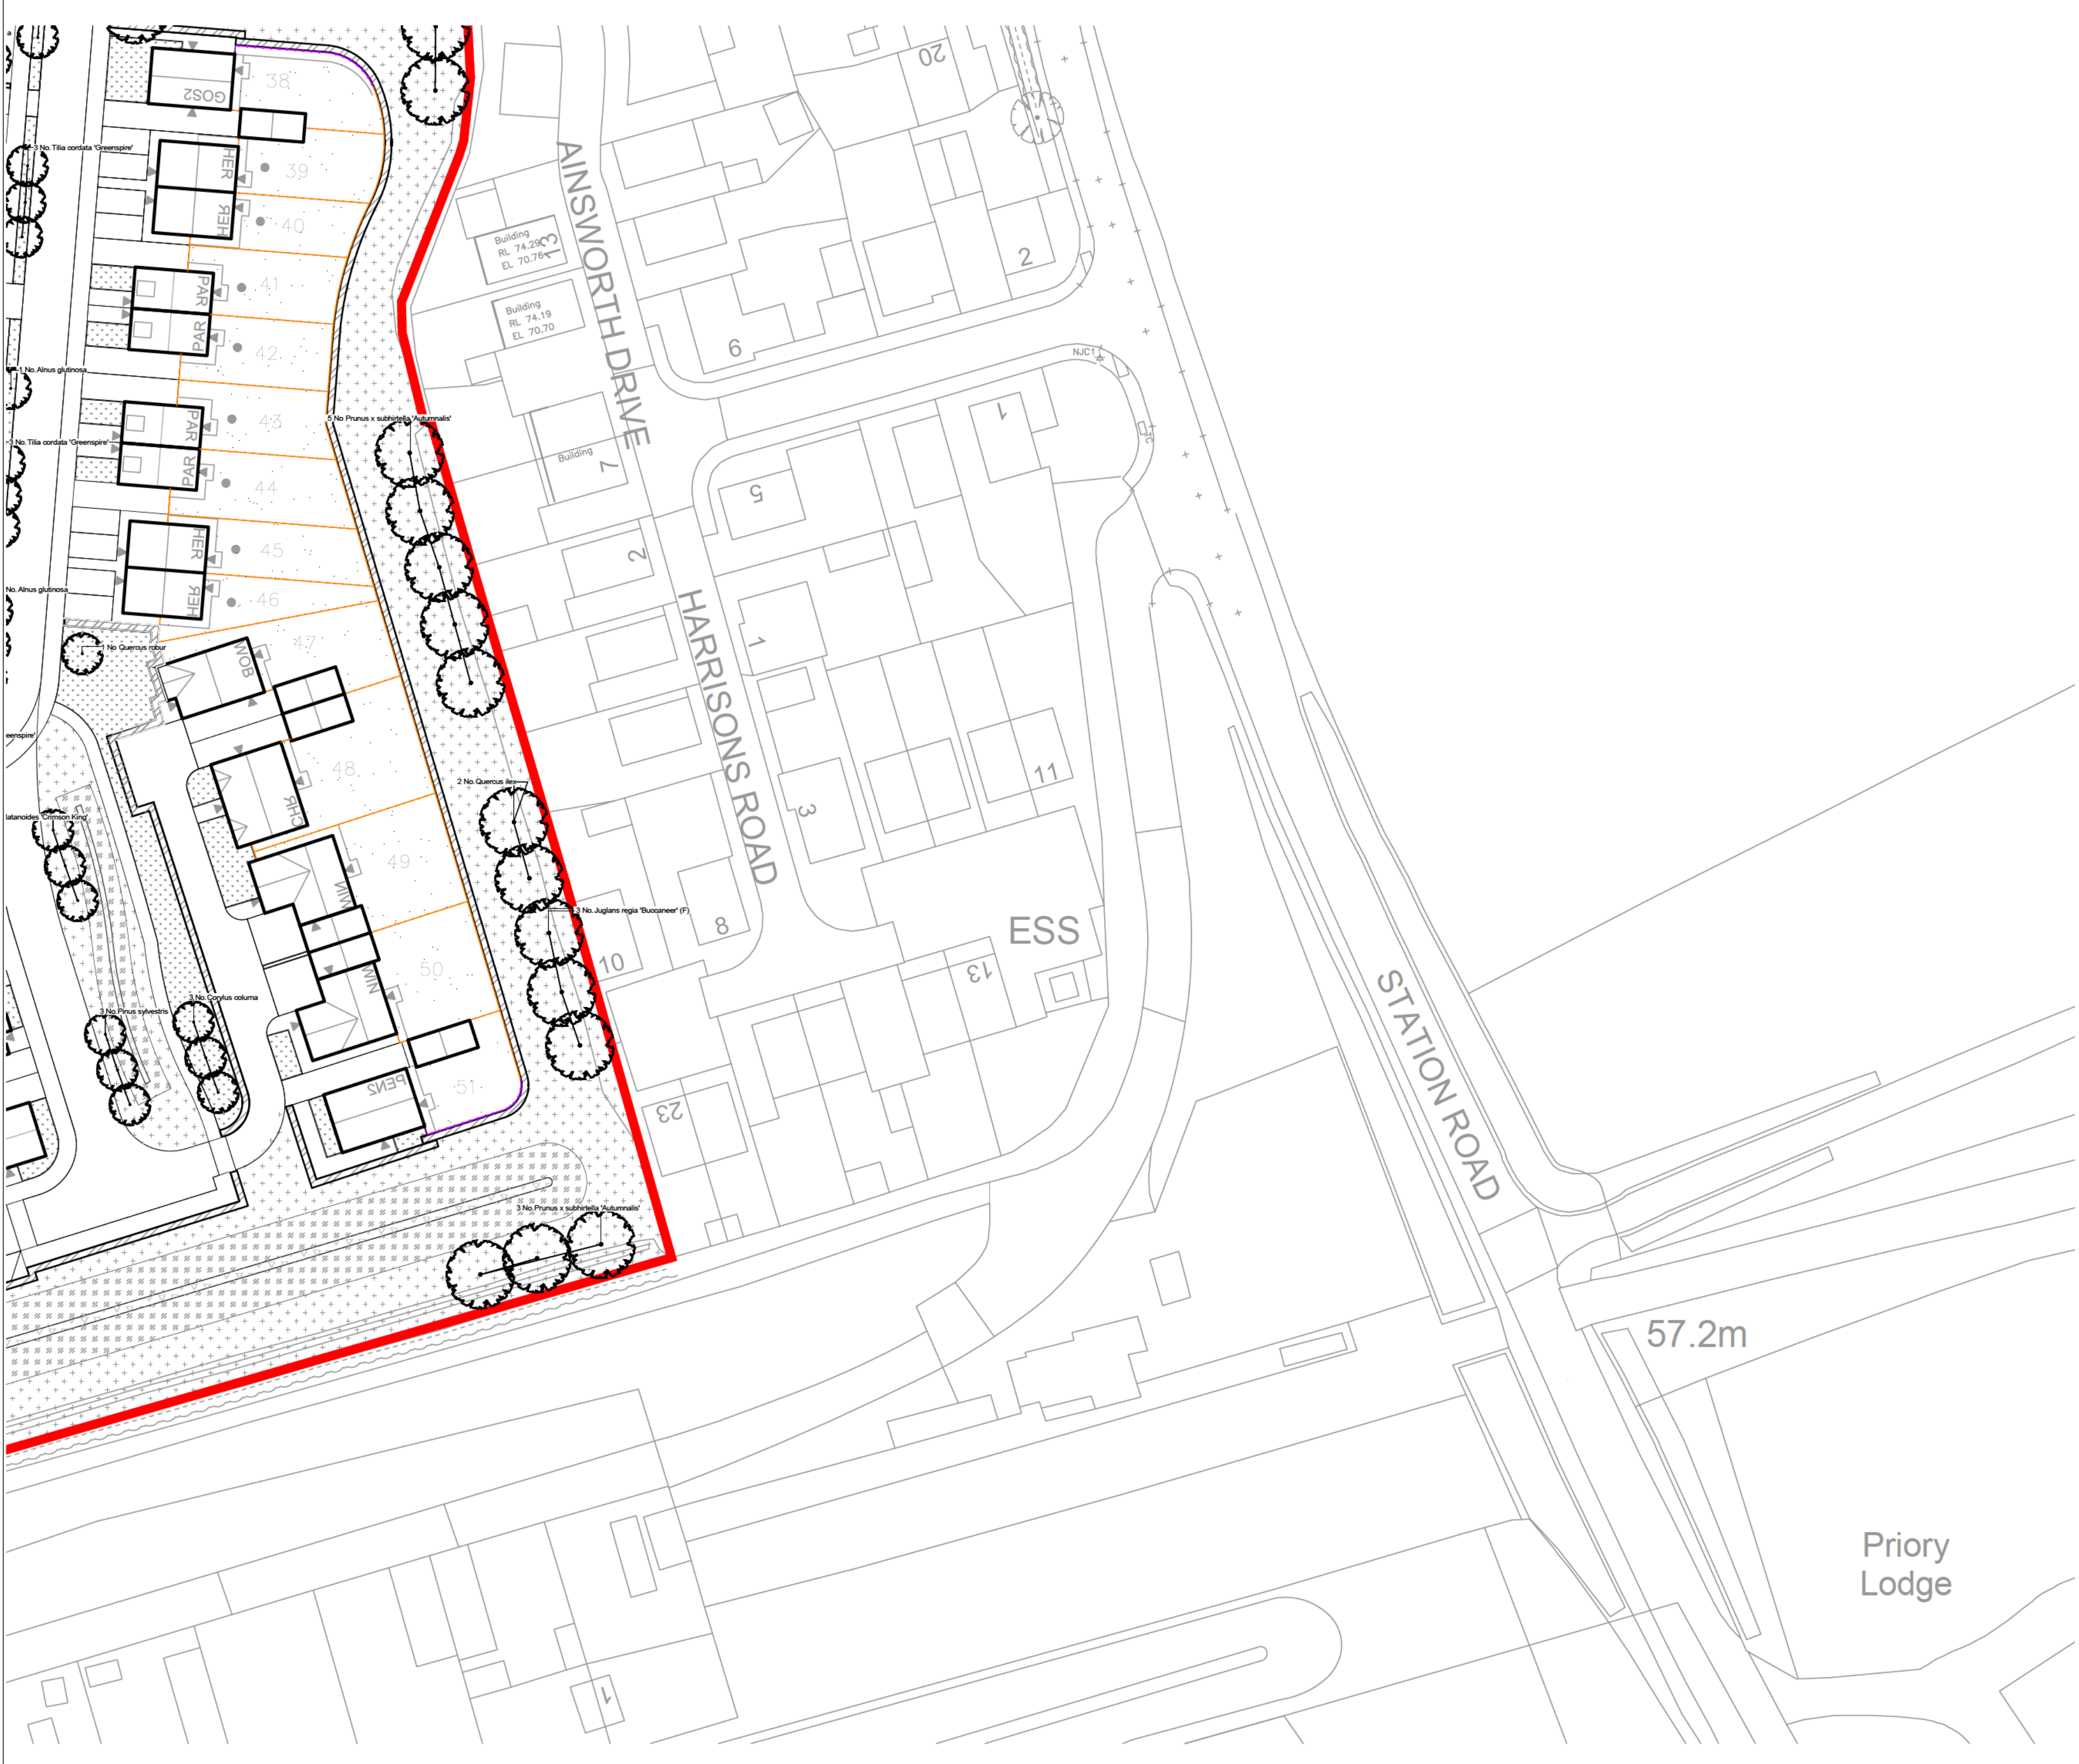 GOS2
38
20
3 No. Tilia cordata 'Greenspire'
HER
39
AINSWORTH DRIVE
HER
40
Building
RL 74.29
EL 70.76
13
2
PAR
41
Building
RL 74.19
EL 70.70
PAR
42
6
NJC1
1 No. Alnus glutinosa
5 No Prunus x subhirtella 'Autumnalis'
PAR
43
1
TC
3 No. Tilia cordata 'Greenspire'
PAR
44
Building
7
5
HER
45
2
No. Alnus glutinosa
HER
46
HARRISONS ROAD
1 No Quercus robur
WOB
47
1
eenspire'
48
2 No. Quercus ilex
11
CHR
latanoides 'Crimson King'
3
49
WIN
3 No. Juglans regia 'Buccaneer' (F)
8
ESS
10
50
WIN
13
3 No. Corylus colurna
3 No. Pinus sylvestris
STATION ROAD
PEN2
51
23
3 No. Prunus x subhirtella 'Autumnalis'
57.2m
Priory
Lodge
1